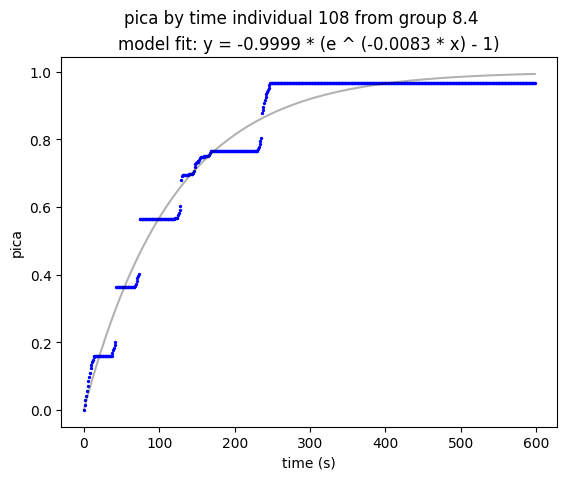 pica by time individual 108 from group 8.4
model fit: y = -0.9999 * (e ^ (-0.0083 * x) - 1)
1.0
0.8
0.6
0.4
0.2
0.0
pica
0 100 200 300 400 500 600
time (s)